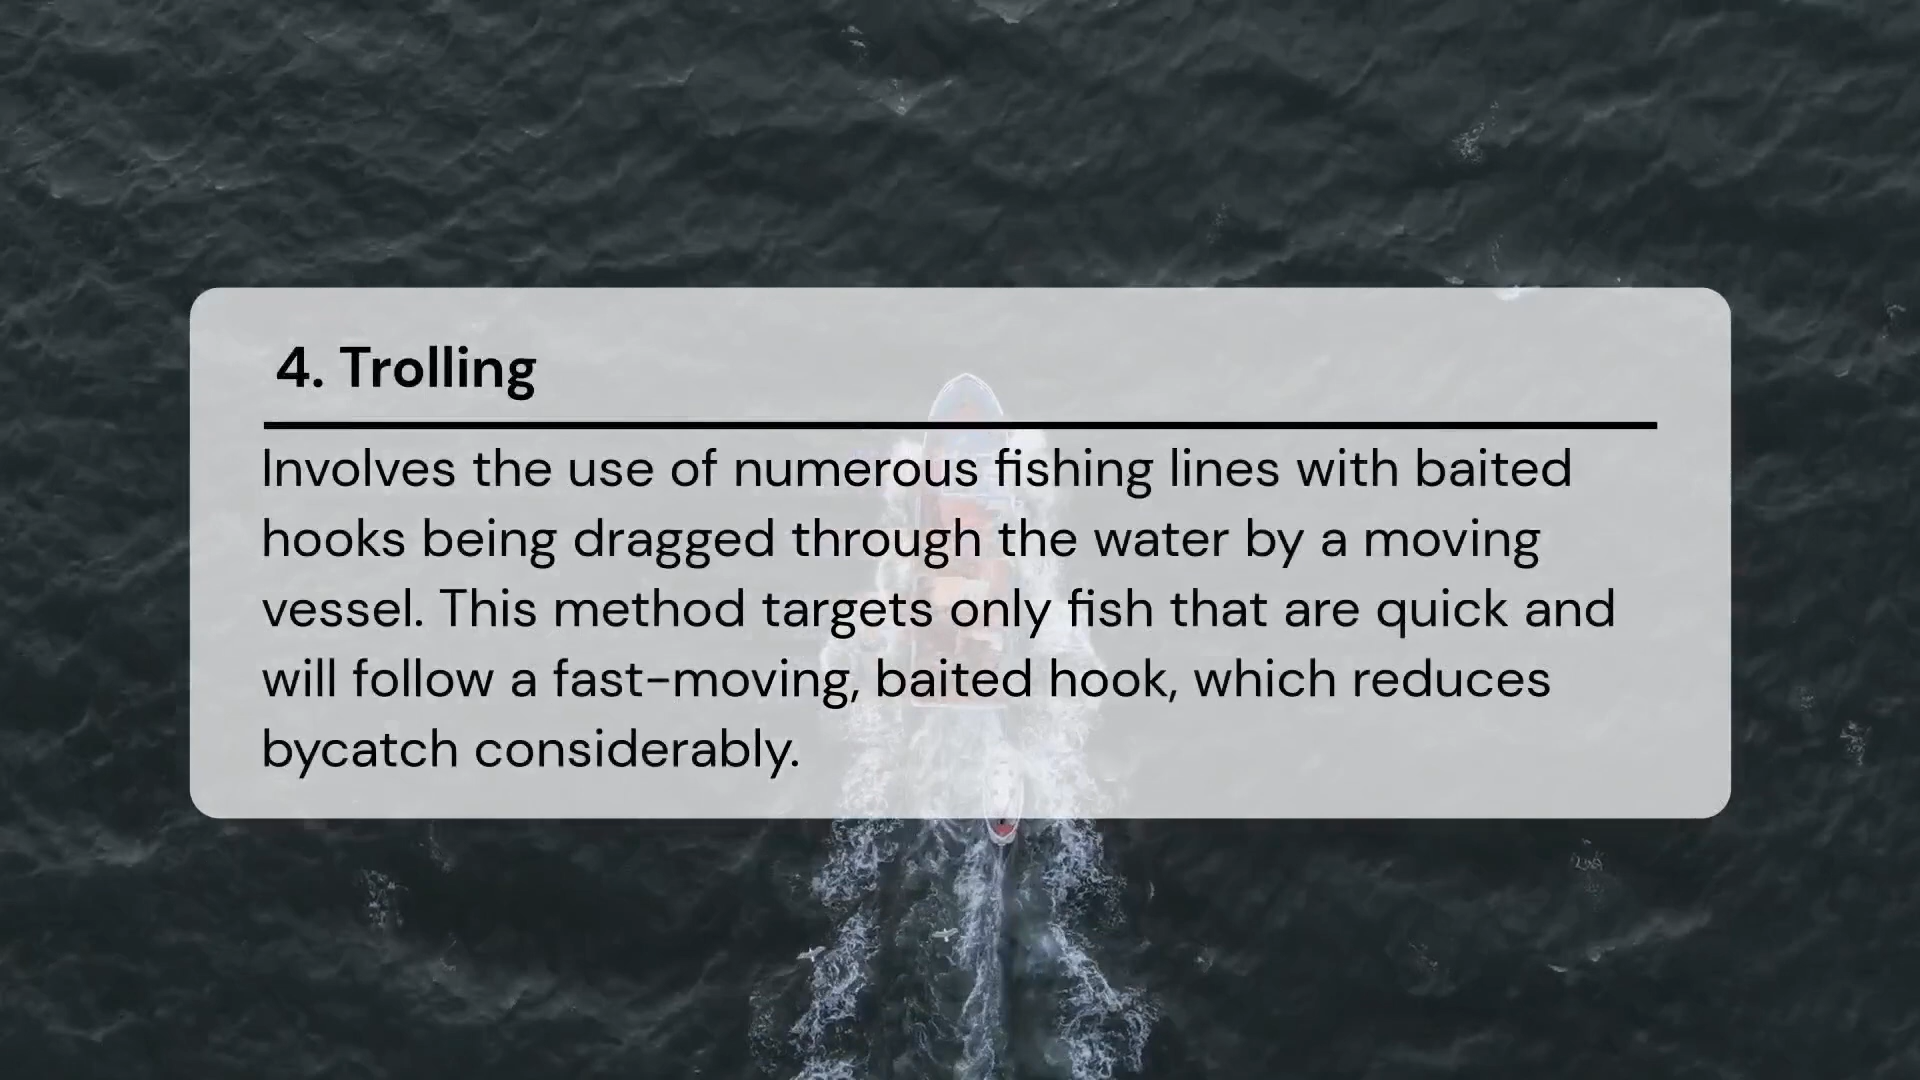 4. Trolling
Involves the use of numerous fishing lines with baited
hooks being dragged through the water by a moving
vessel. This method targets only fish that are quick and
will follow a fast-moving, baited hook, which reduces
bycatch considerably.